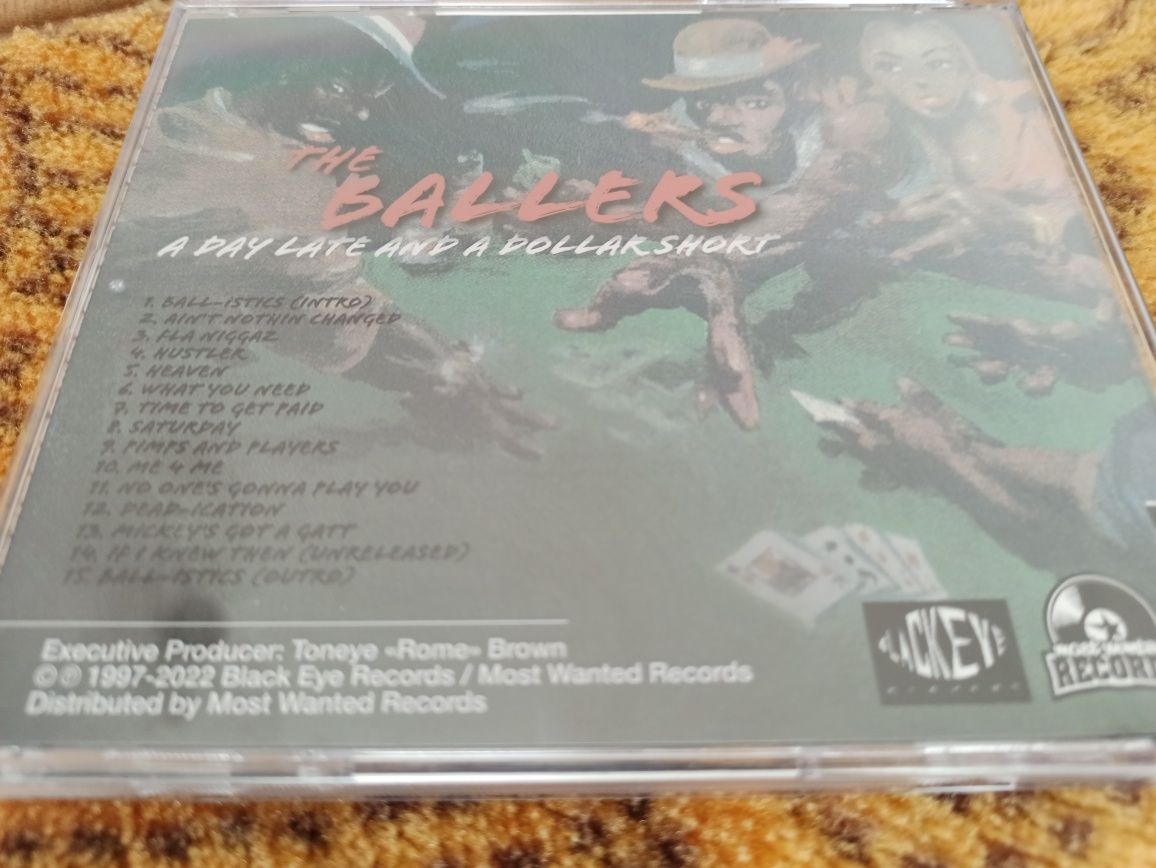 THE
BALLERS
A DAY LATE AND A DOLLAR SHORT
1. BALL-ISTICS (INTRO)
2. AIN'T NOTHIN CHANGED
3. FLA NIGGAZ
4. HUSTLER
5. HEAVEN
6. WHAT YOU NEED
7. TIME TO GET PAID
8. SATURDAY
9. PIMPS AND PLAYERS
10. ME 4 ME
11. NO ONE'S GONNA PLAY YOU
12. DEAD-ICATION
13. MICKEY'S GOT A GATT
14. IF I KNEW THEN (UNRELEASED)
15. BALL-ISTICS (OUTRO)
Executive Producer: Toneye «Rome» Brown
©℗ 1997-2022 Black Eye Records / Most Wanted Records
Distributed by Most Wanted Records
BLACKEYE
RECORDS
MOST WANTED
RECORD